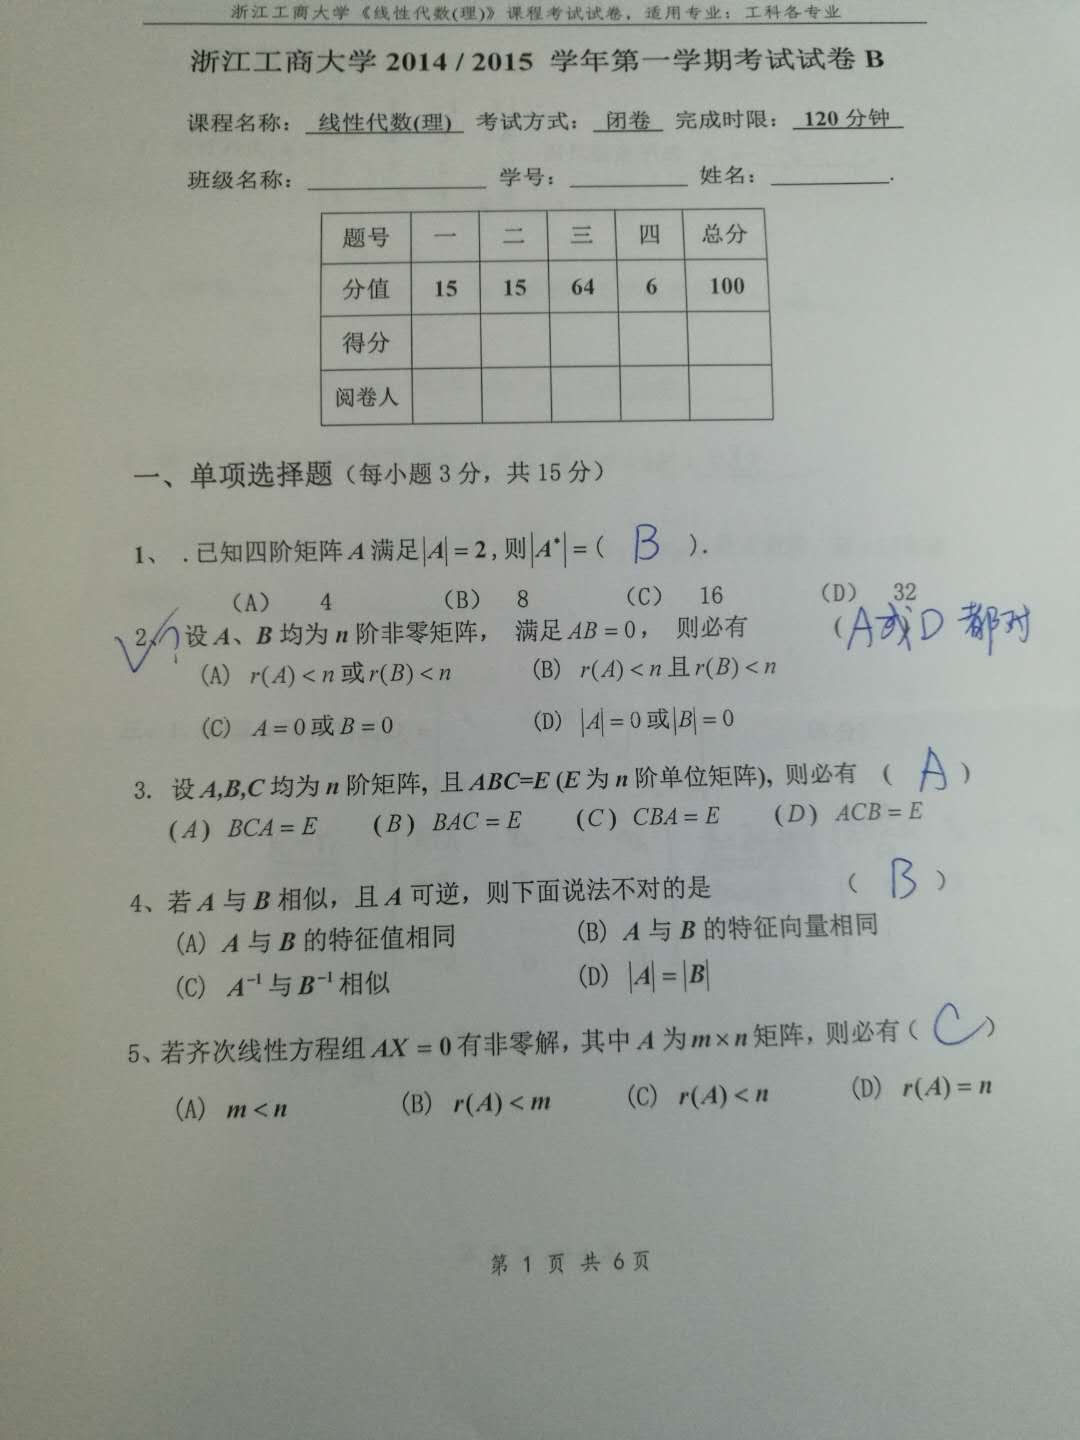 浙江工商大学《线性代数(理)》课程考试试卷，适用专业：工科各专业
浙江工商大学 2014 / 2015 学年第一学期考试试卷 B
课程名称： 线性代数(理) 考试方式： 闭卷 完成时限： 120 分钟
班级名称：______ 学号：______ 姓名：______.
题号 一 二 三 四 总分
分值 15 15 64 6 100
得分
阅卷人
一、单项选择题（每小题 3 分，共 15 分）
1、 .已知四阶矩阵 A 满足|A| = 2 , 则|A*| = ( B ).
(A) 4 (B) 8 (C) 16 (D) 32
2、? 设 A、B 均为 n 阶非零矩阵， 满足 AB = 0， 则必有 ( A或D 都对
(A) r(A) < n 或 r(B) < n (B) r(A) < n 且 r(B) < n
(C) A = 0 或 B = 0 (D) |A| = 0 或 |B| = 0
3. 设 A,B,C 均为 n 阶矩阵, 且 ABC=E (E 为 n 阶单位矩阵), 则必有 ( A )
(A) BCA = E (B) BAC = E (C) CBA = E (D) ACB = E
4、若 A 与 B 相似，且 A 可逆，则下面说法不对的是 ( B )
(A) A 与 B 的特征值相同 (B) A 与 B 的特征向量相同
(C) A⁻¹ 与 B⁻¹ 相似 (D) |A| = |B|
5、若齐次线性方程组 AX = 0 有非零解，其中 A 为 m × n 矩阵，则必有 ( C )
(A) m < n (B) r(A) < m (C) r(A) < n (D) r(A) = n
第 1 页 共 6 页